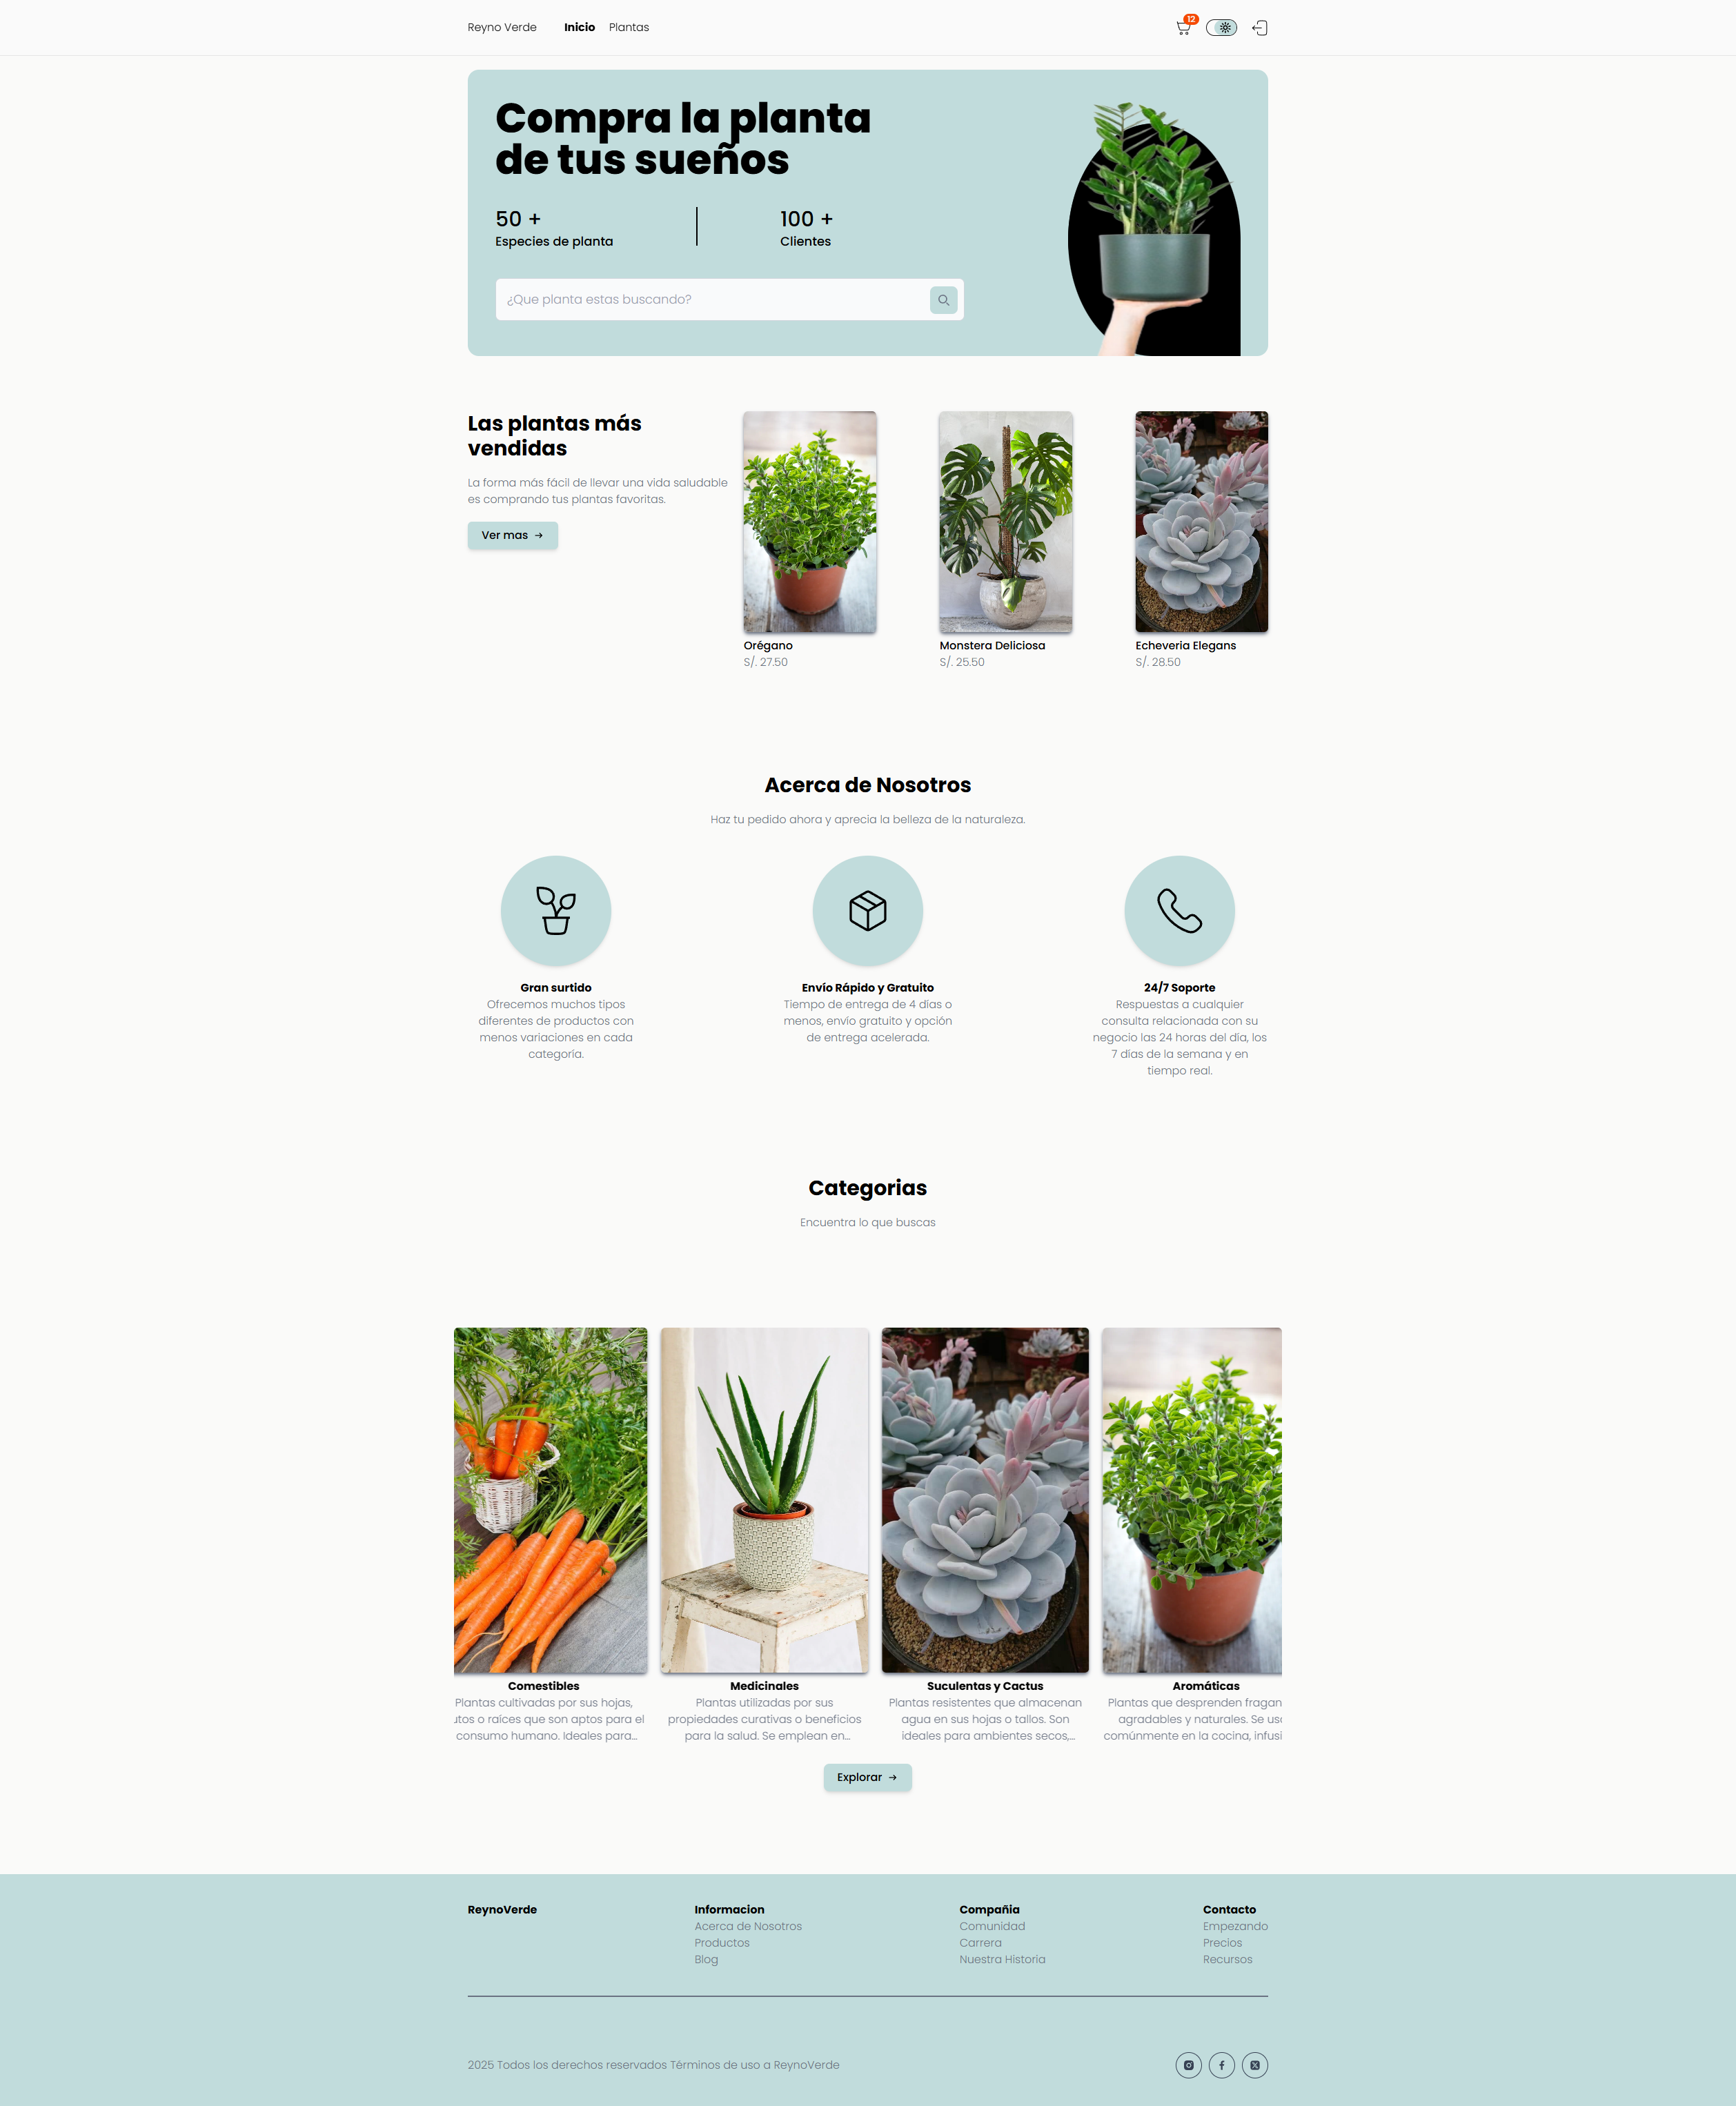 Reyno Verde
Inicio
Plantas
12
Compra la planta
de tus sueños
50 +
Especies de planta
100 +
Clientes
¿Que planta estas buscando?
Las plantas más
vendidas
La forma más fácil de llevar una vida saludable
es comprando tus plantas favoritas.
Ver mas
Orégano
S/. 27.50
Monstera Deliciosa
S/. 25.50
Echeveria Elegans
S/. 28.50
Acerca de Nosotros
Haz tu pedido ahora y aprecia la belleza de la naturaleza.
Gran surtido
Ofrecemos muchos tipos
diferentes de productos con
menos variaciones en cada
categoría.
Envío Rápido y Gratuito
Tiempo de entrega de 4 días o
menos, envío gratuito y opción
de entrega acelerada.
24/7 Soporte
Respuestas a cualquier
consulta relacionada con su
negocio las 24 horas del día, los
7 días de la semana y en
tiempo real.
Categorias
Encuentra lo que buscas
Comestibles
Plantas cultivadas por sus hojas,
utos o raíces que son aptos para el
consumo humano. Ideales para...
Medicinales
Plantas utilizadas por sus
propiedades curativas o beneficios
para la salud. Se emplean en...
Suculentas y Cactus
Plantas resistentes que almacenan
agua en sus hojas o tallos. Son
ideales para ambientes secos,...
Aromáticas
Plantas que desprenden fragan
agradables y naturales. Se usa
comúnmente en la cocina, infusi
Explorar
ReynoVerde
Informacion
Acerca de Nosotros
Productos
Blog
Compañia
Comunidad
Carrera
Nuestra Historia
Contacto
Empezando
Precios
Recursos
2025 Todos los derechos reservados Términos de uso a ReynoVerde